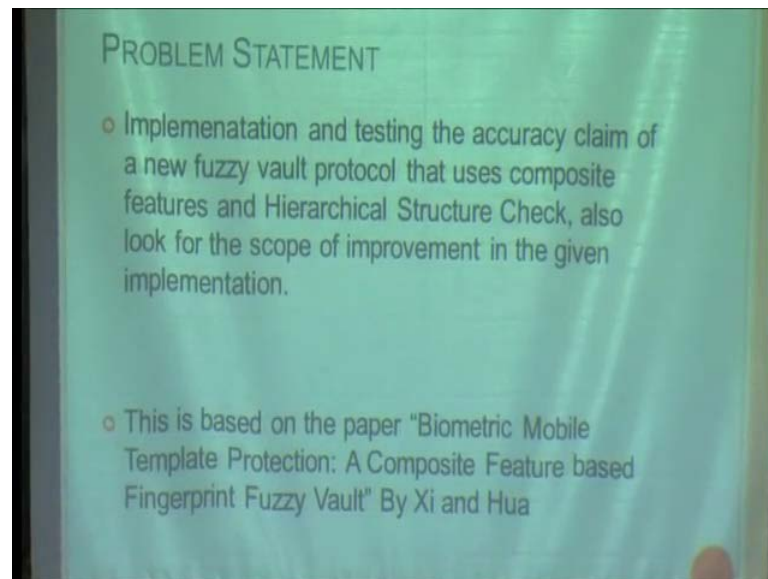 PROBLEM STATEMENT
Implemenatation and testing the accuracy claim of
a new fuzzy vault protocol that uses composite
features and Hierarchical Structure Check, also
look for the scope of improvement in the given
implementation.
This is based on the paper “Biometric Mobile
Template Protection: A Composite Feature based
Fingerprint Fuzzy Vault” By Xi and Hua